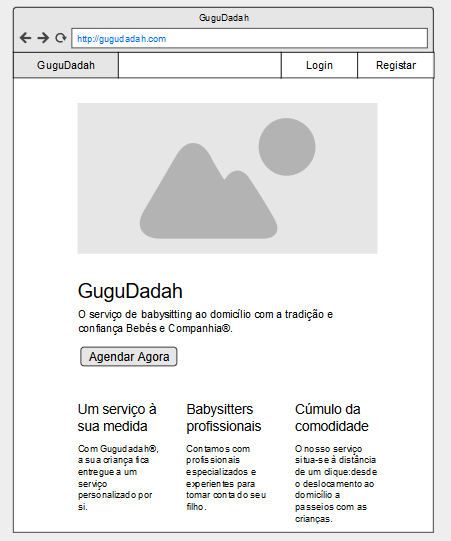 GuguDadah
http://gugudadah.com
GuguDadah
Login
Registar
GuguDadah
O serviço de babysitting ao domicílio com a tradição e
confiança Bebés e Companhia®.
Agendar Agora
Um serviço à
sua medida
Com Gugudadah®,
a sua criança fica
entregue a um
serviço
personalizado por
si.
Babysitters
profissionais
Contamos com
profissionais
especializados e
experientes para
tomar conta do seu
filho.
Cúmulo da
comodidade
O nosso serviço
situa-se à distância
de um clique:desde
o deslocamento ao
domicílio a
passeios com as
crianças.